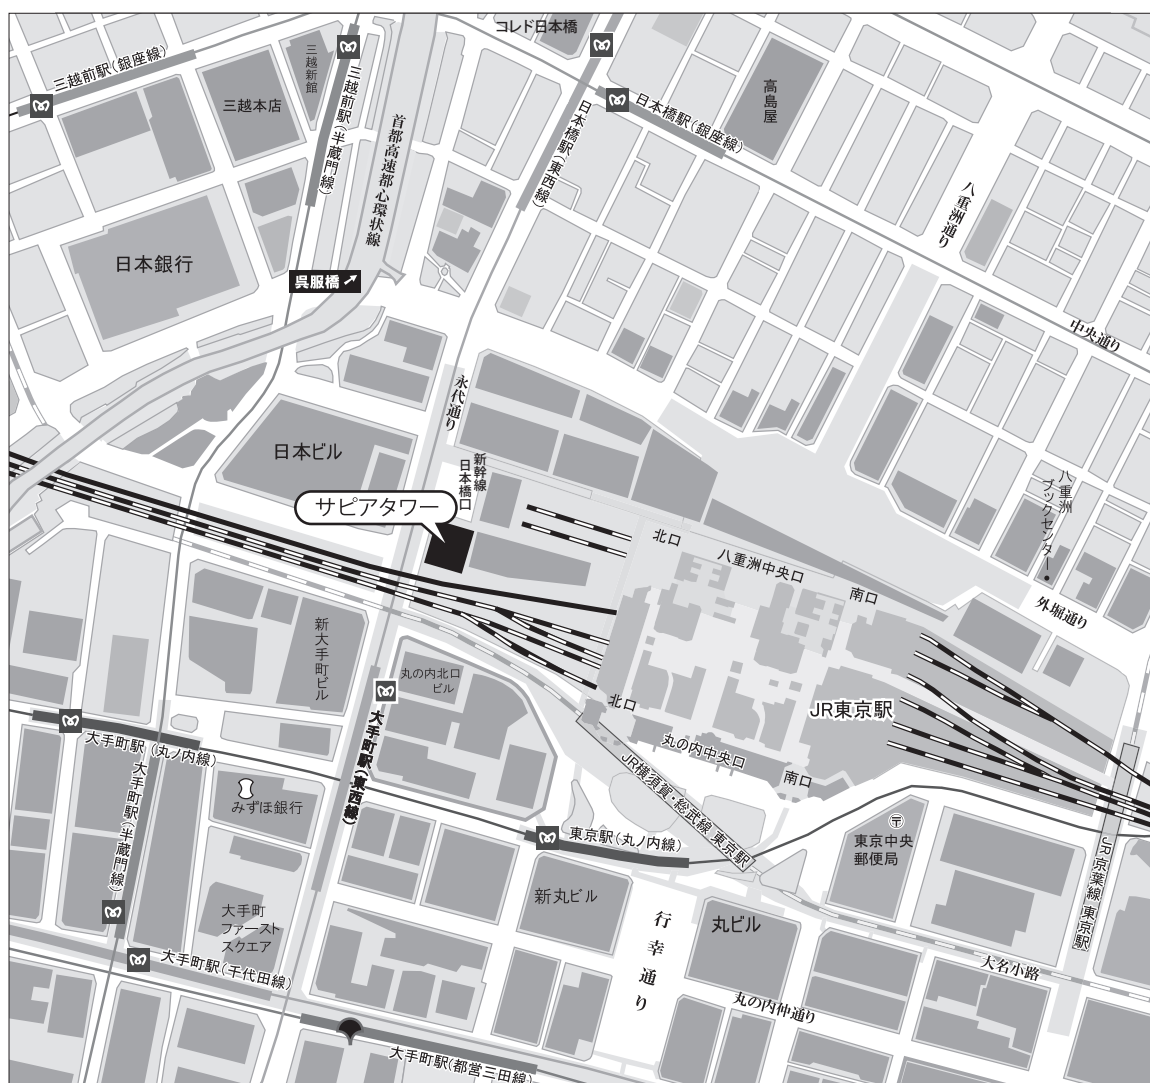 コレド日本橋
三越前駅(銀座線)
三越新館
三越本店
三越前駅(半蔵門線)
首都高速都心環状線
日本橋駅(東西線)
日本橋駅(銀座線)
高島屋
八重洲通り
日本銀行
呉服橋
中央通り
永代通り
日本ビル
新幹線
日本橋口
サピアタワー
八重洲
ブックセンター
北口
八重洲中央口
南口
外堀通り
新大手町ビル
丸の内北口
ビル
北口
JR東京駅
丸の内中央口
南口
大手町駅(丸ノ内線)
大手町駅(東西線)
JR横須賀・総武線 東京駅
みずほ銀行
大手町駅(半蔵門線)
東京駅(丸ノ内線)
〒
東京中央
郵便局
JR京葉線 東京駅
新丸ビル
行幸通り
丸ビル
大手町
ファースト
スクエア
大手町駅(千代田線)
大名小路
丸の内仲通り
大手町駅(都営三田線)